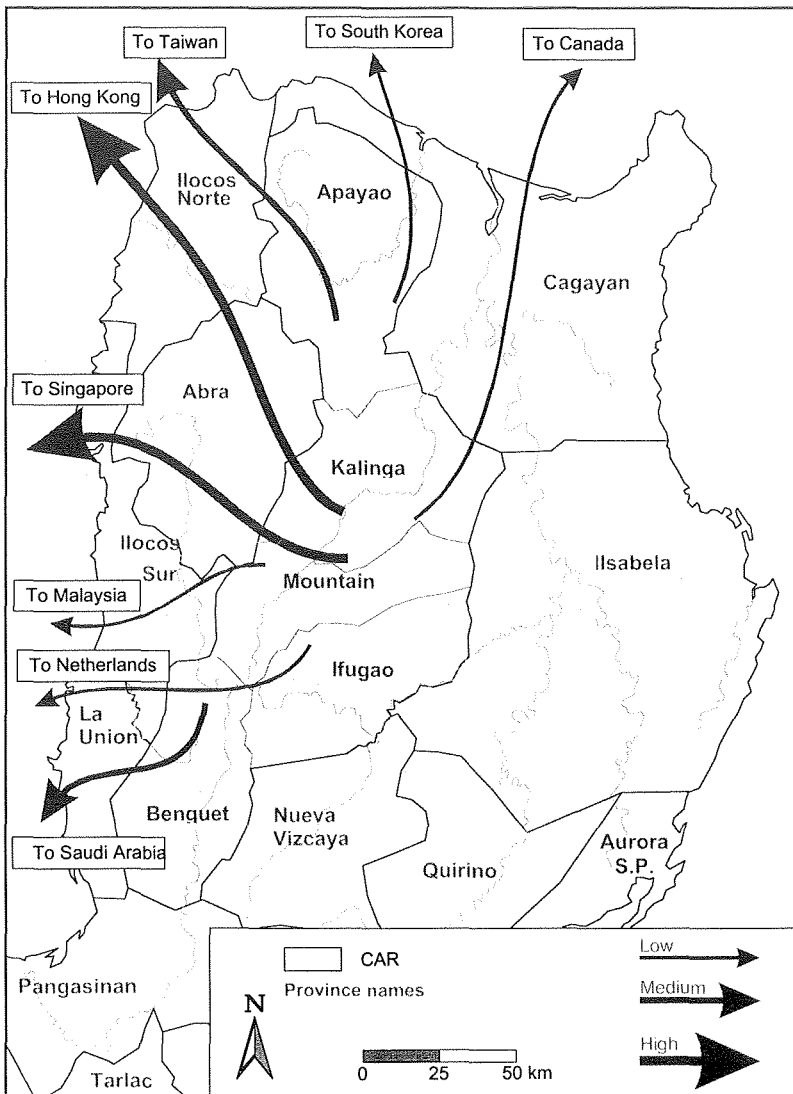 To Taiwan
To South Korea
To Canada
To Hong Kong
Ilocos
Norte
Apayao
Cagayan
To Singapore
Abra
Kalinga
Ilocos
Sur
Mountain
IIsabela
To Malaysia
To Netherlands
Ifugao
La
Union
Benguet
Nueva
Vizcaya
To Saudi Arabia
Quirino
Aurora
S.P.
Pangasinan
Tarlac
CAR
Province names
N
0 25 50 km
Low
Medium
High